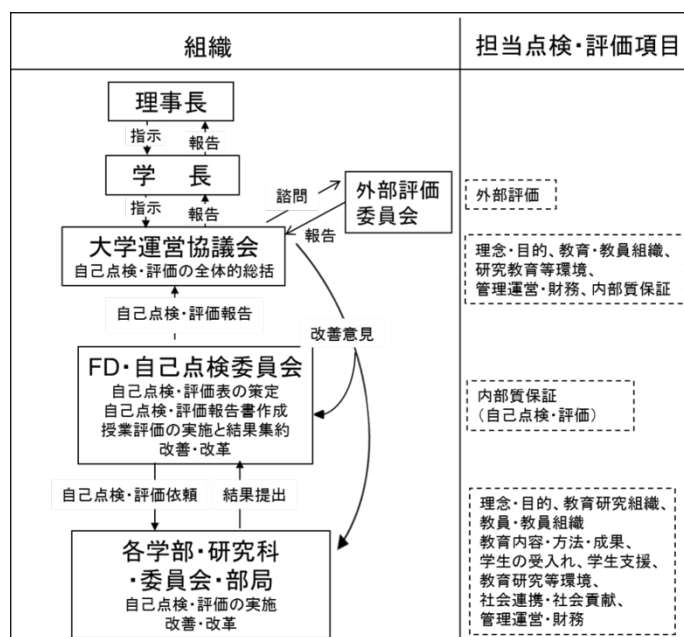 組織
担当点検・評価項目
理事長
指示
報告
学 長
指示
報告
諮問
外部評価
委員会
報告
外部評価
大学運営協議会
自己点検・評価の全体的総括
理念・目的、教育・教員組織、
研究教育等環境、
管理運営・財務、内部質保証
自己点検・評価報告
改善意見
FD・自己点検委員会
自己点検・評価表の策定
自己点検・評価報告書作成
授業評価の実施と結果集約
改善・改革
内部質保証
(自己点検・評価)
自己点検・評価依頼
結果提出
各学部・研究科
・委員会・部局
自己点検・評価の実施
改善・改革
理念・目的、教育研究組織、
教員・教員組織
教育内容・方法・成果、
学生の受入れ、学生支援、
教育研究等環境、
社会連携・社会貢献、
管理運営・財務